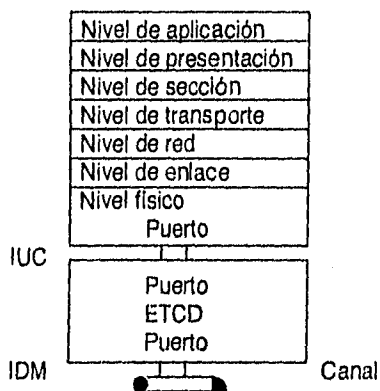 Nivel de aplicación
Nivel de presentación
Nivel de sección
Nivel de transporte
Nivel de red
Nivel de enlace
Nivel físico
Puerto
IUC
Puerto
ETCD
Puerto
IDM Canal